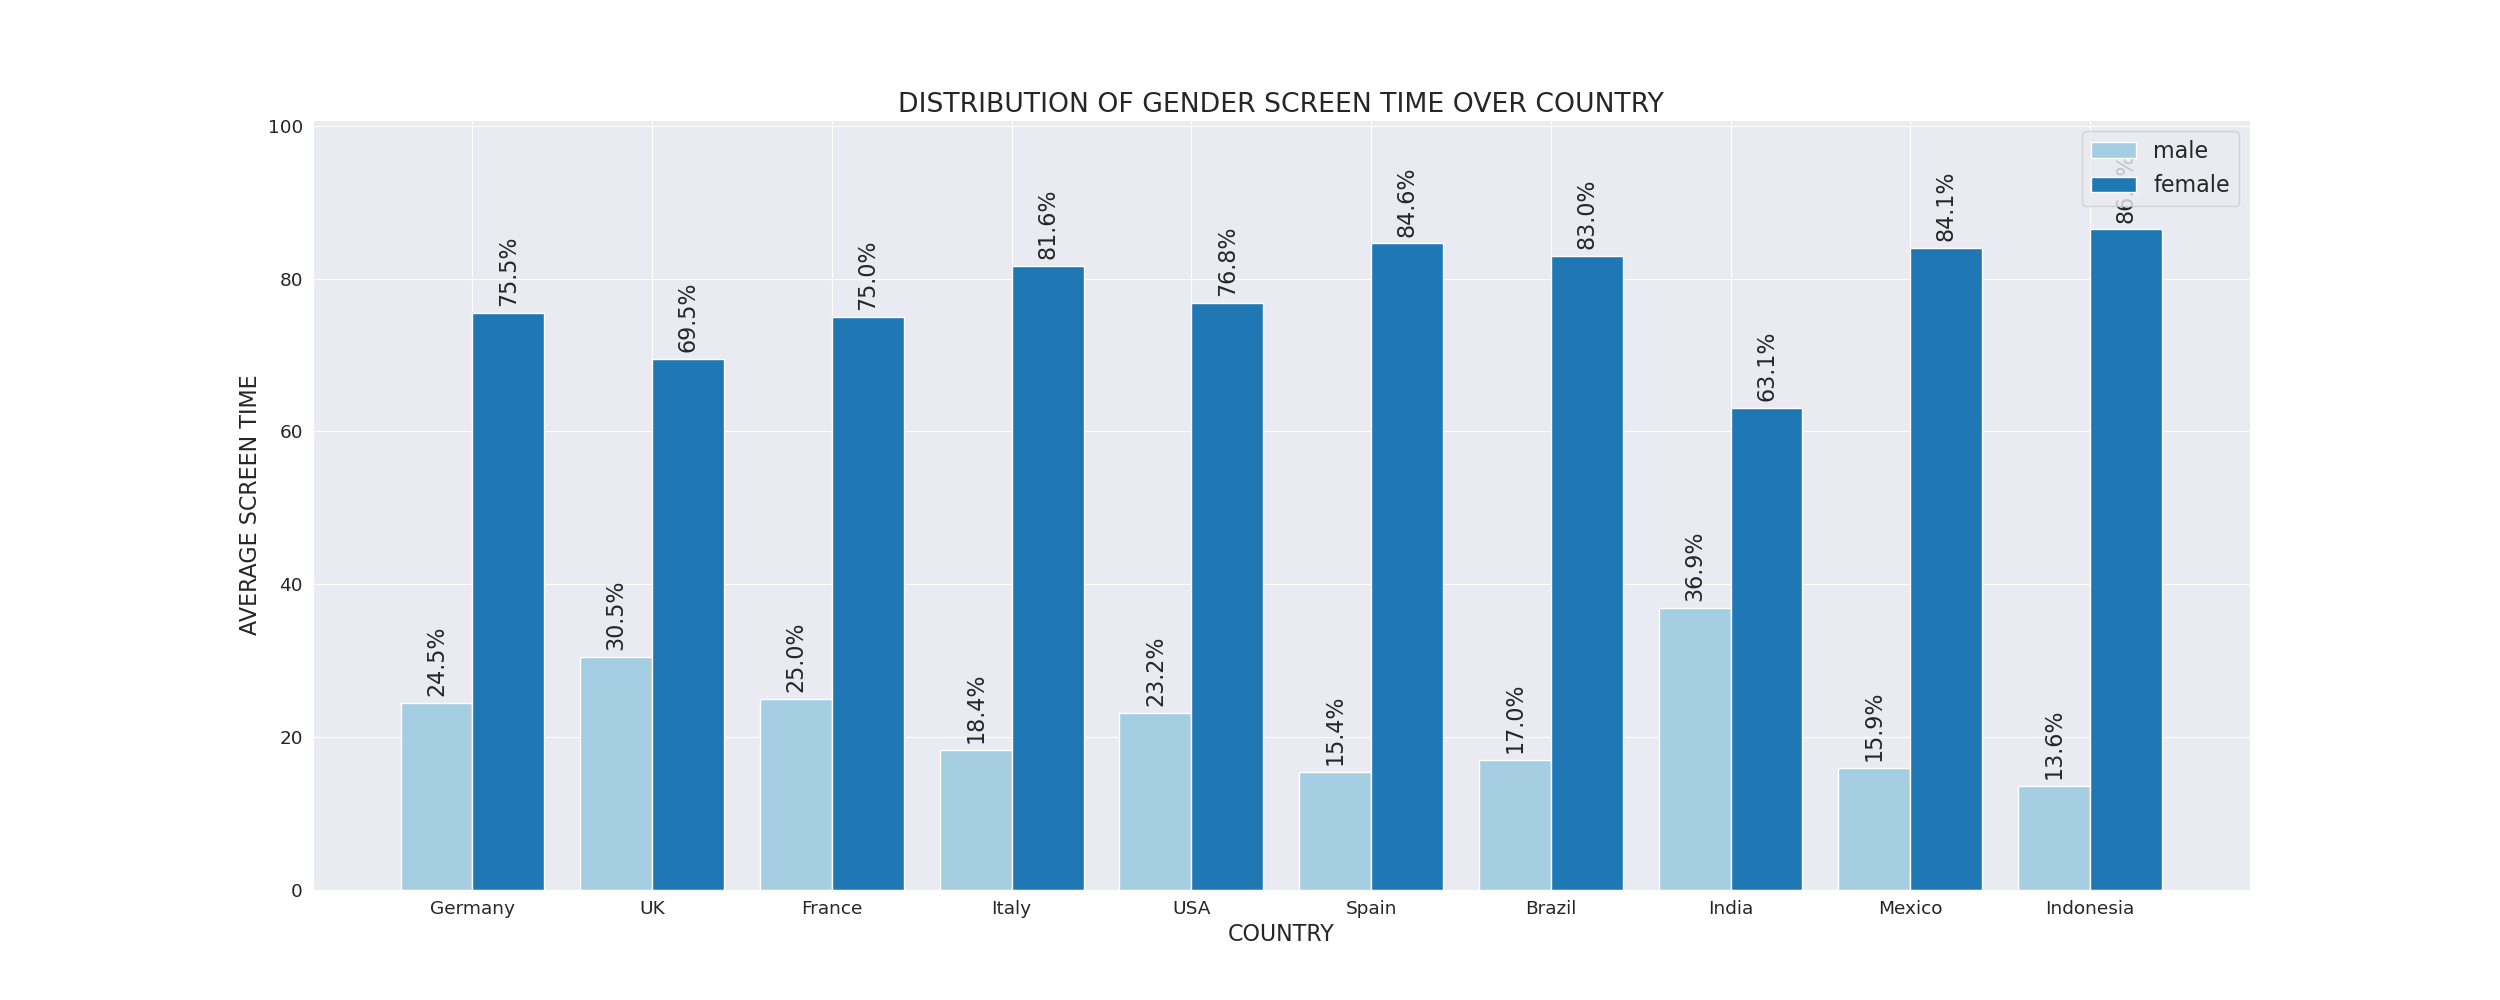 DISTRIBUTION OF GENDER SCREEN TIME OVER COUNTRY
100
80
60
40
20
0
AVERAGE SCREEN TIME
24.5%
75.5%
30.5%
69.5%
25.0%
75.0%
18.4%
81.6%
23.2%
76.8%
15.4%
84.6%
17.0%
83.0%
36.9%
63.1%
15.9%
84.1%
13.6%
male
female
Germany
UK
France
Italy
USA
Spain
Brazil
India
Mexico
Indonesia
COUNTRY